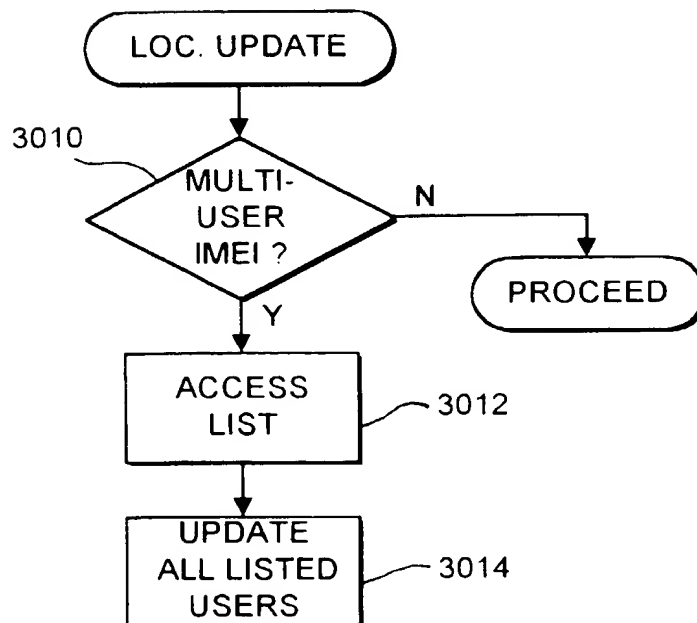 LOC. UPDATE
3010
MULTI-
USER
IMEI ?
N
PROCEED
Y
ACCESS
LIST
3012
UPDATE
ALL LISTED
USERS
3014